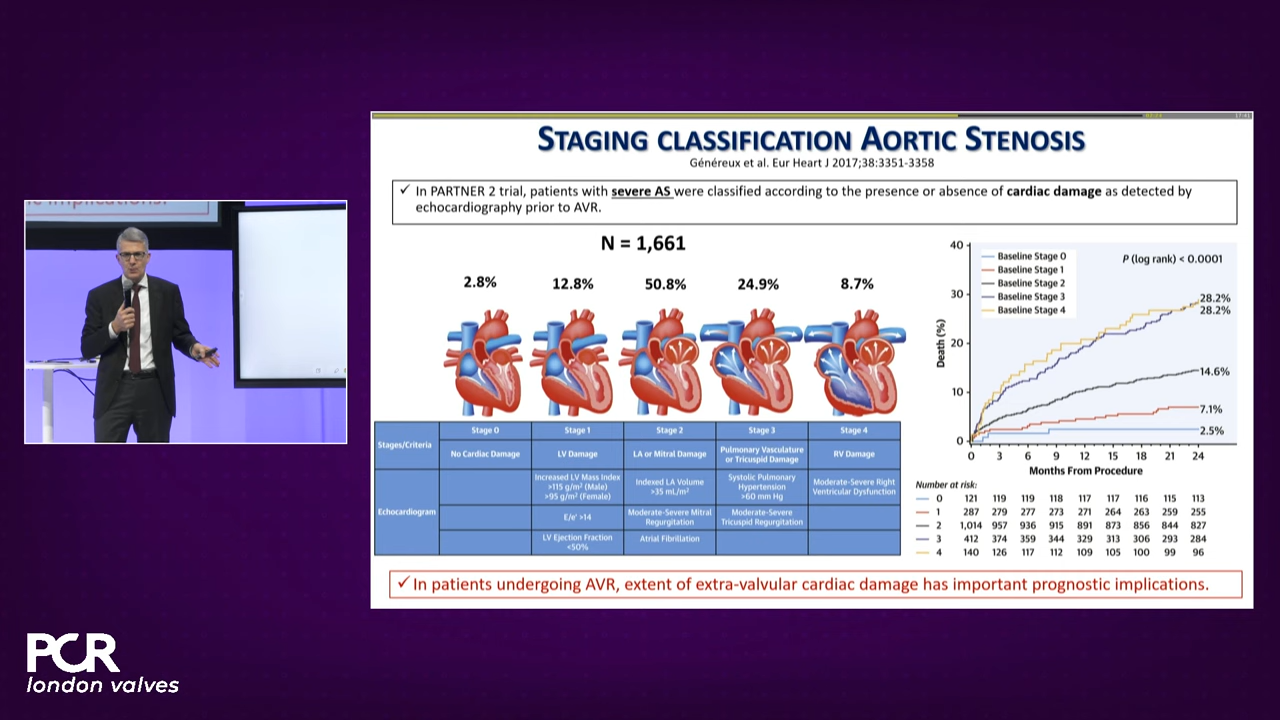 ic implications.
STAGING CLASSIFICATION AORTIC STENOSIS
Généreux et al. Eur Heart J 2017;38:3351-3358
✓ In PARTNER 2 trial, patients with severe AS were classified according to the presence or absence of cardiac damage as detected by
echocardiography prior to AVR.
N = 1,661
2.8% 12.8% 50.8% 24.9% 8.7%
Stages/Criteria
Stage 0 Stage 1 Stage 2 Stage 3 Stage 4
No Cardiac Damage
LV Damage
LA or Mitral Damage
Pulmonary Vasculature
or Tricuspid Damage
RV Damage
Echocardiogram
Increased LV Mass Index
>115 g/m² (Male)
>95 g/m² (Female)
Indexed LA Volume
>35 mL/m²
Systolic Pulmonary
Hypertension
>60 mm Hg
Moderate-Severe Right
Ventricular Dysfunction
E/e' >14
Moderate-Severe Mitral
Regurgitation
Moderate-Severe
Tricuspid Regurgitation
LV Ejection Fraction
<50%
Atrial Fibrillation
Death (%)
40
30
20
10
0
Baseline Stage 0
Baseline Stage 1
Baseline Stage 2
Baseline Stage 3
Baseline Stage 4
P (log rank) < 0.0001
28.2%
28.2%
14.6%
7.1%
2.5%
0 3 6 9 12 15 18 21 24
Months From Procedure
Number at risk:
0 121 119 119 118 117 117 116 115 113
1 287 279 277 273 271 264 263 259 255
2 1,014 957 936 915 891 873 856 844 827
3 412 374 359 344 329 313 306 293 284
4 140 126 117 112 109 105 100 99 96
✓ In patients undergoing AVR, extent of extra-valvular cardiac damage has important prognostic implications.
PCR
london valves